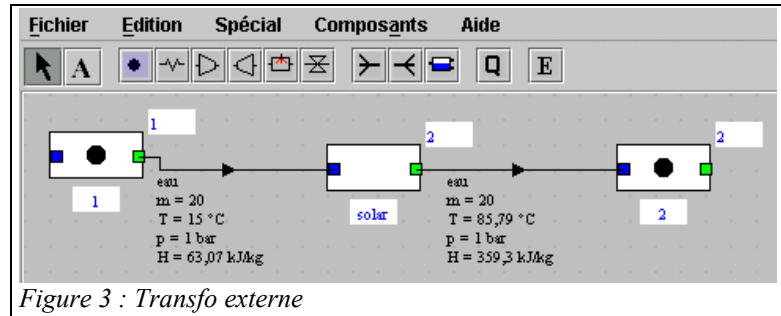 Fichier Edition Spécial Composants Aide
A Q E
1 2 2
eau eau
1 m = 20 solar m = 20 2
T = 15 °C T = 85,79 °C
p = 1 bar p = 1 bar
H = 63,07 kJ/kg H = 359,3 kJ/kg
Figure 3 : Transfo externe